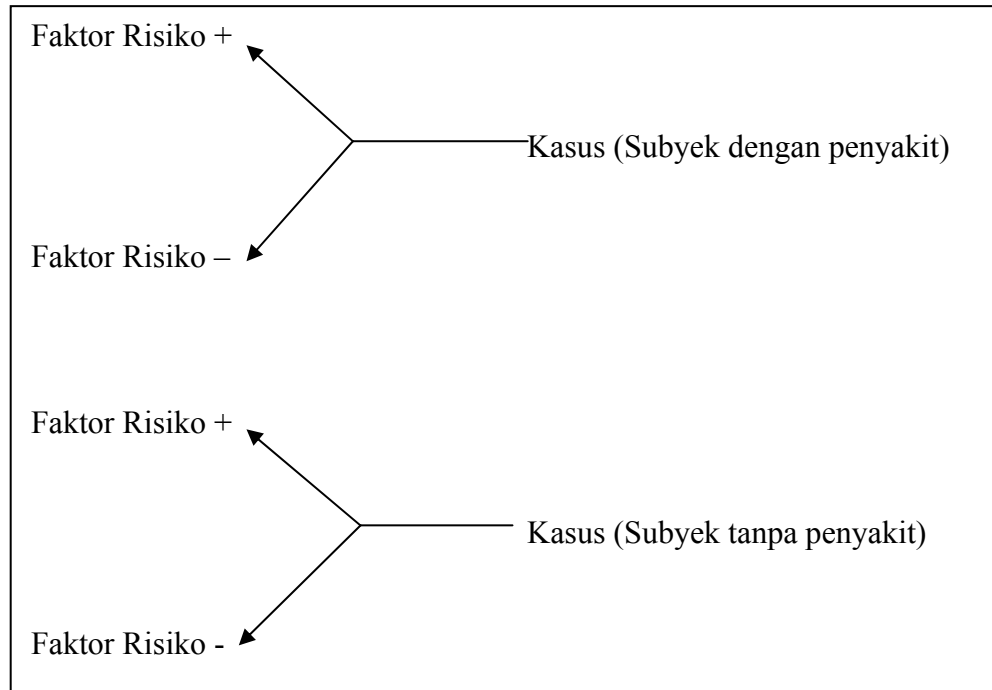 Faktor Risiko +
Kasus (Subyek dengan penyakit)
Faktor Risiko –
Faktor Risiko +
Kasus (Subyek tanpa penyakit)
Faktor Risiko -